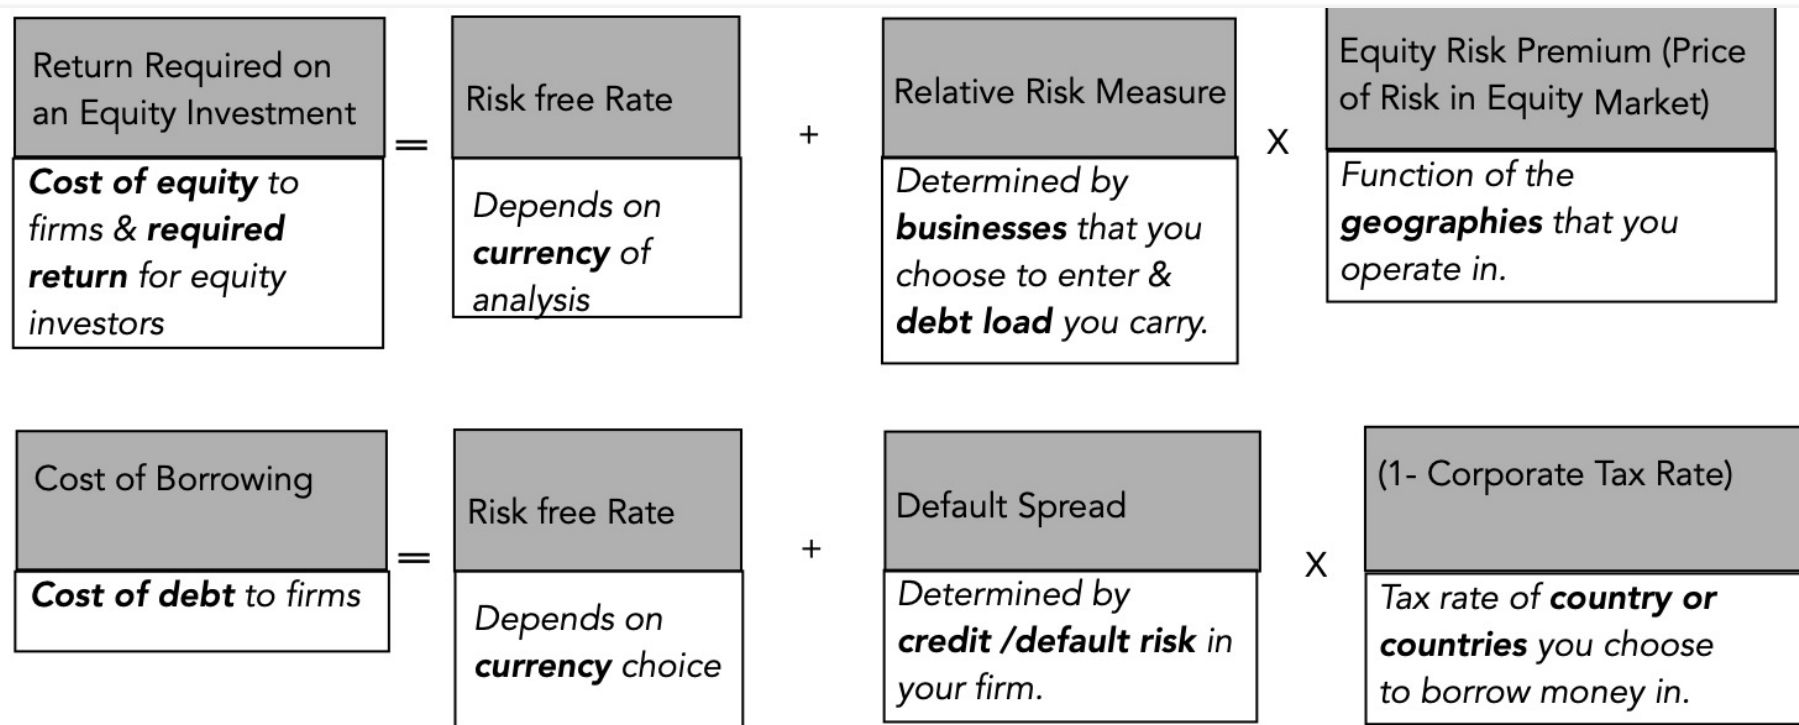 Return Required on
an Equity Investment
=
Risk free Rate
+
Relative Risk Measure
X
Equity Risk Premium (Price
of Risk in Equity Market)
Cost of equity to
firms & required
return for equity
investors
Depends on
currency of
analysis
Determined by
businesses that you
choose to enter &
debt load you carry.
Function of the
geographies that you
operate in.
Cost of Borrowing
=
Risk free Rate
+
Default Spread
X
(1- Corporate Tax Rate)
Cost of debt to firms
Depends on
currency choice
Determined by
credit /default risk in
your firm.
Tax rate of country or
countries you choose
to borrow money in.